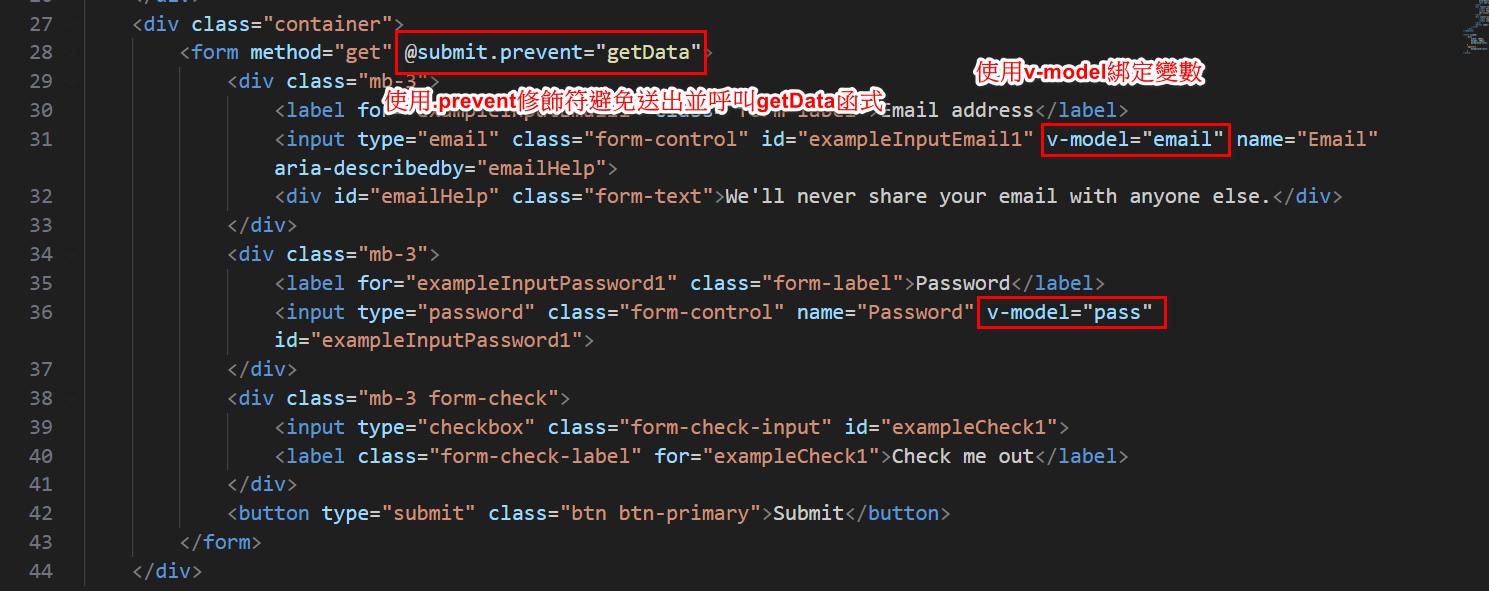 26 </div>
27 <div class="container">
28 <form method="get" @submit.prevent="getData">
使用v-model綁定變數
29 <div class="mb-3">
使用.prevent修飾符避免送出並呼叫getData函式
30 <label for= Email address</label>
31 <input type="email" class="form-control" id="exampleInputEmail1" v-model="email" name="Email"
aria-describedby="emailHelp">
32 <div id="emailHelp" class="form-text">We'll never share your email with anyone else.</div>
33 </div>
34 <div class="mb-3">
35 <label for="exampleInputPassword1" class="form-label">Password</label>
36 <input type="password" class="form-control" name="Password" v-model="pass"
id="exampleInputPassword1">
37 </div>
38 <div class="mb-3 form-check">
39 <input type="checkbox" class="form-check-input" id="exampleCheck1">
40 <label class="form-check-label" for="exampleCheck1">Check me out</label>
41 </div>
42 <button type="submit" class="btn btn-primary">Submit</button>
43 </form>
44 </div>